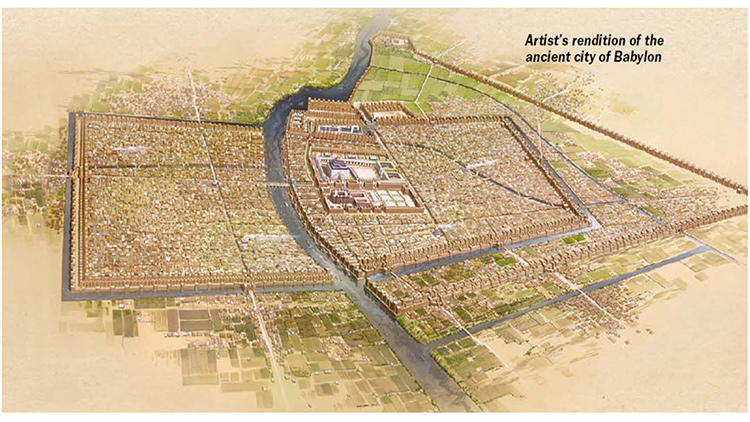 Artist's rendition of the
ancient city of Babylon